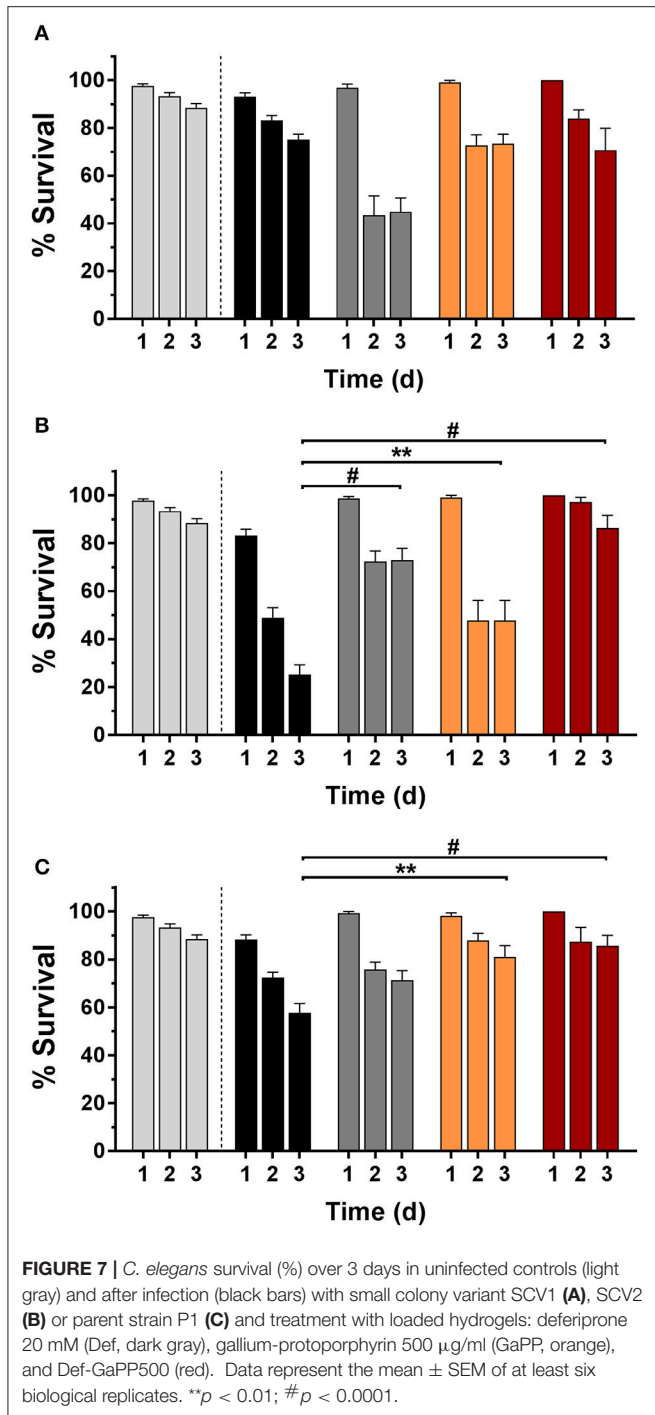 A
% Survival
100
80
60
40
20
0
1 2 3 1 2 3 1 2 3 1 2 3 1 2 3
Time (d)
B
#
**
#
% Survival
100
80
60
40
20
0
1 2 3 1 2 3 1 2 3 1 2 3 1 2 3
Time (d)
C
#
**
% Survival
100
80
60
40
20
0
1 2 3 1 2 3 1 2 3 1 2 3 1 2 3
Time (d)
FIGURE 7 | C. elegans survival (%) over 3 days in uninfected controls (light
gray) and after infection (black bars) with small colony variant SCV1 (A), SCV2
(B) or parent strain P1 (C) and treatment with loaded hydrogels: deferiprone
20 mM (Def, dark gray), gallium-protoporphyrin 500 μg/ml (GaPP, orange),
and Def-GaPP500 (red). Data represent the mean ± SEM of at least six
biological replicates. **p < 0.01; #p < 0.0001.